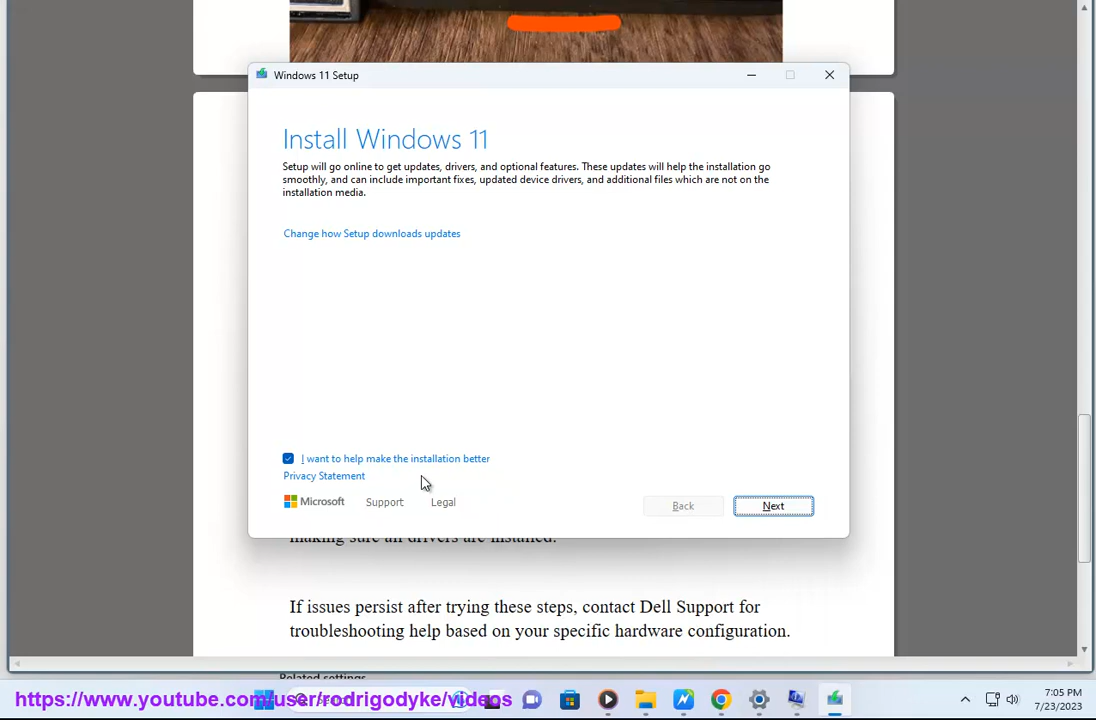 Windows 11 Setup
Install Windows 11
Setup will go online to get updates, drivers, and optional features. These updates will help the installation go
smoothly, and can include important fixes, updated device drivers, and additional files which are not on the
installation media.
Change how Setup downloads updates
I want to help make the installation better
Privacy Statement
Microsoft
Support
Legal
Back
Next
making sure all drivers are installed.
If issues persist after trying these steps, contact Dell Support for
troubleshooting help based on your specific hardware configuration.
Related settings
https://www.youtube.com/user/rodrigodyke/videos
7:05 PM
7/23/2023